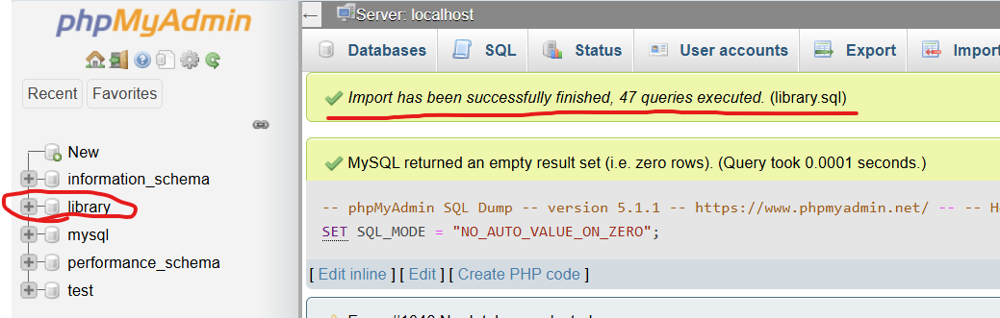 phpMyAdmin
Recent Favorites
New
information_schema
library
mysql
performance_schema
test
Server: localhost
Databases SQL Status User accounts Export Import
Import has been successfully finished, 47 queries executed. (library.sql)
MySQL returned an empty result set (i.e. zero rows). (Query took 0.0001 seconds.)
-- phpMyAdmin SQL Dump -- version 5.1.1 -- https://www.phpmyadmin.net/ -- -- H
SET SQL_MODE = "NO_AUTO_VALUE_ON_ZERO";
[ Edit inline ] [ Edit ] [ Create PHP code ]